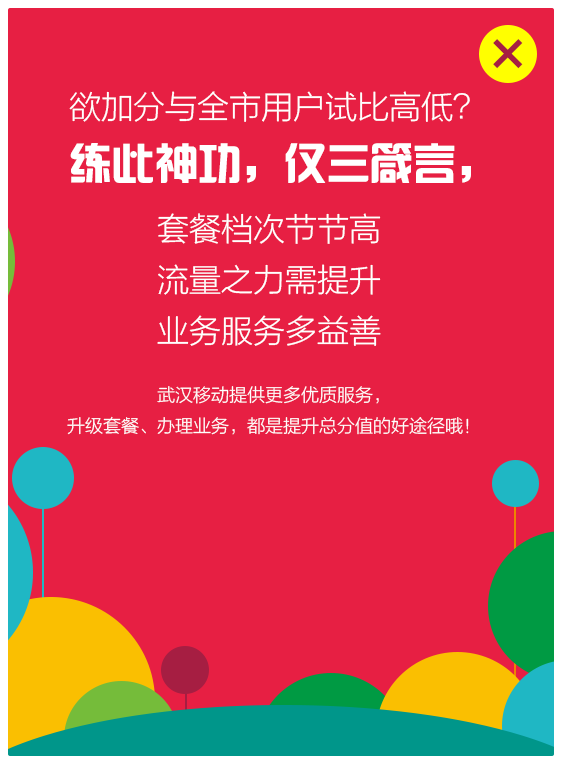 欲加分与全市用户试比高低?
练此神功，仅三箴言，
套餐档次节节高
流量之力需提升
业务服务多益善
武汉移动提供更多优质服务，
升级套餐、办理业务，都是提升总分值的好途径哦！